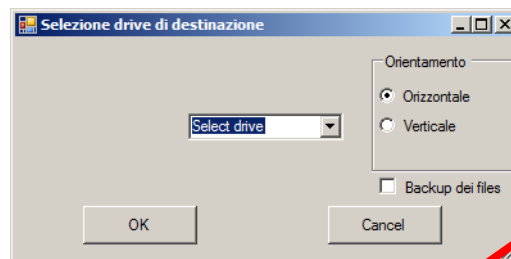 Selezione drive di destinazione
Orientamento
Orizzontale
Select drive
Verticale
Backup dei files
OK
Cancel